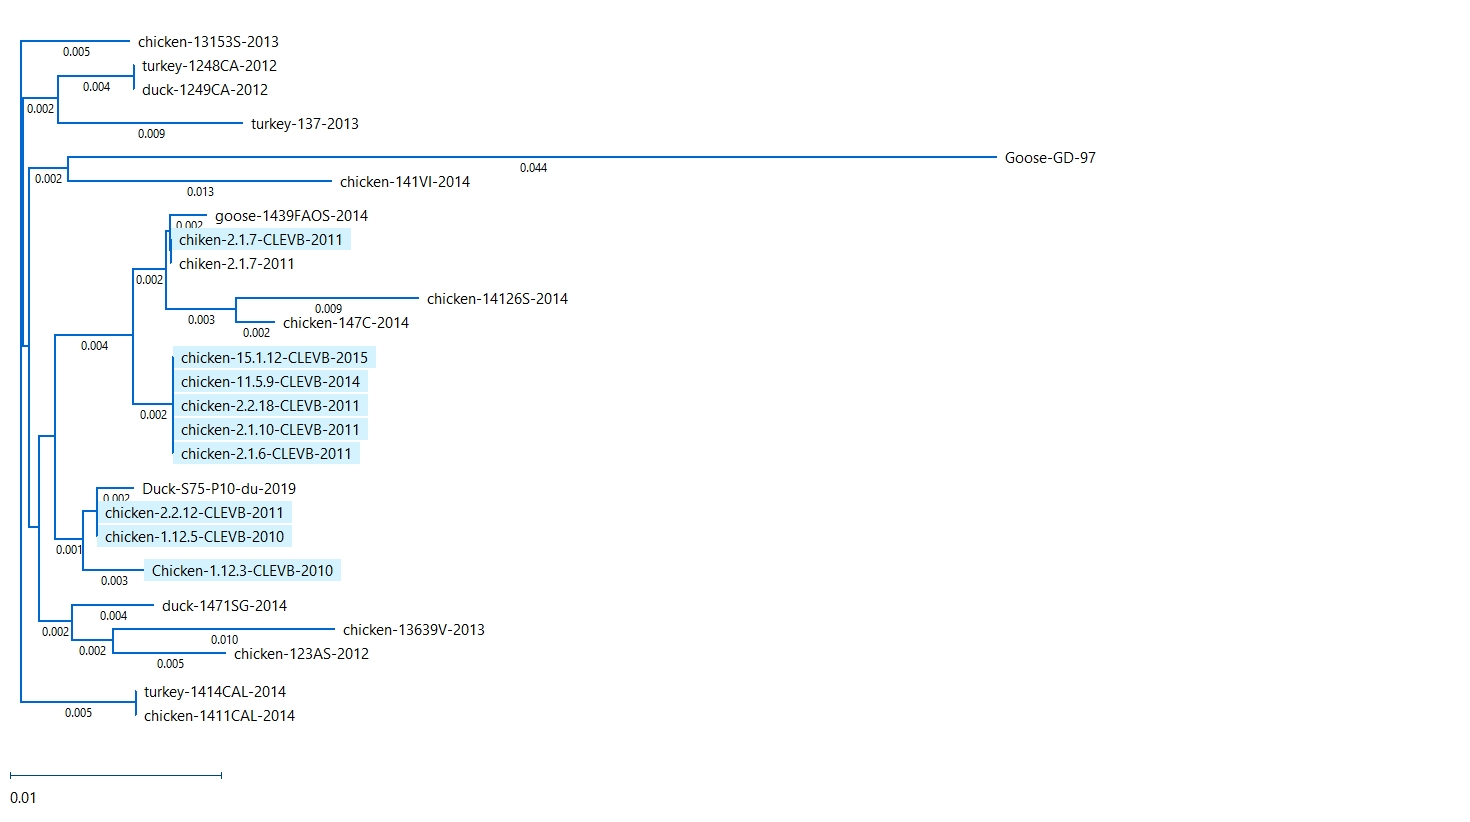 chicken-13153S-2013
0.005
turkey-1248CA-2012
0.004
duck-1249CA-2012
0.002
turkey-137-2013
0.009
Goose-GD-97
0.044
0.002
chicken-141VI-2014
0.013
goose-1439FAOS-2014
0.002
chiken-2.1.7-CLEVB-2011
chiken-2.1.7-2011
0.002
chicken-14126S-2014
0.009
0.003
chicken-147C-2014
0.002
0.004
chicken-15.1.12-CLEVB-2015
chicken-11.5.9-CLEVB-2014
chicken-2.2.18-CLEVB-2011
0.002
chicken-2.1.10-CLEVB-2011
chicken-2.1.6-CLEVB-2011
Duck-S75-P10-du-2019
0.002
chicken-2.2.12-CLEVB-2011
chicken-1.12.5-CLEVB-2010
0.001
Chicken-1.12.3-CLEVB-2010
0.003
duck-1471SG-2014
0.004
0.002
chicken-13639V-2013
0.010
0.002
chicken-123AS-2012
0.005
turkey-1414CAL-2014
0.005
chicken-1411CAL-2014
0.01